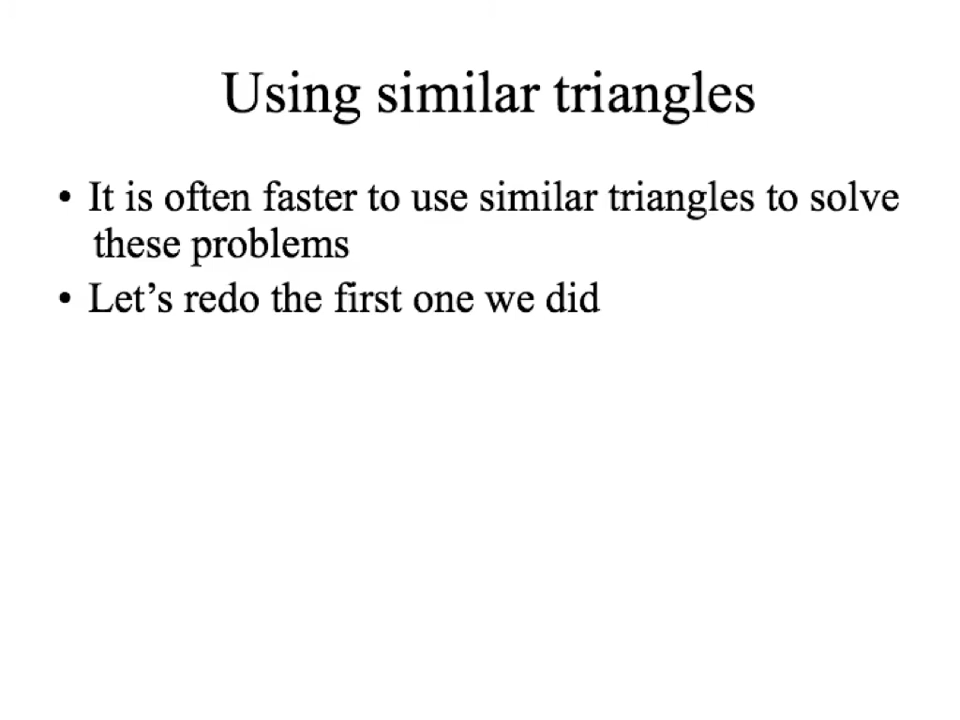 Using similar triangles
• It is often faster to use similar triangles to solve
these problems
• Let’s redo the first one we did